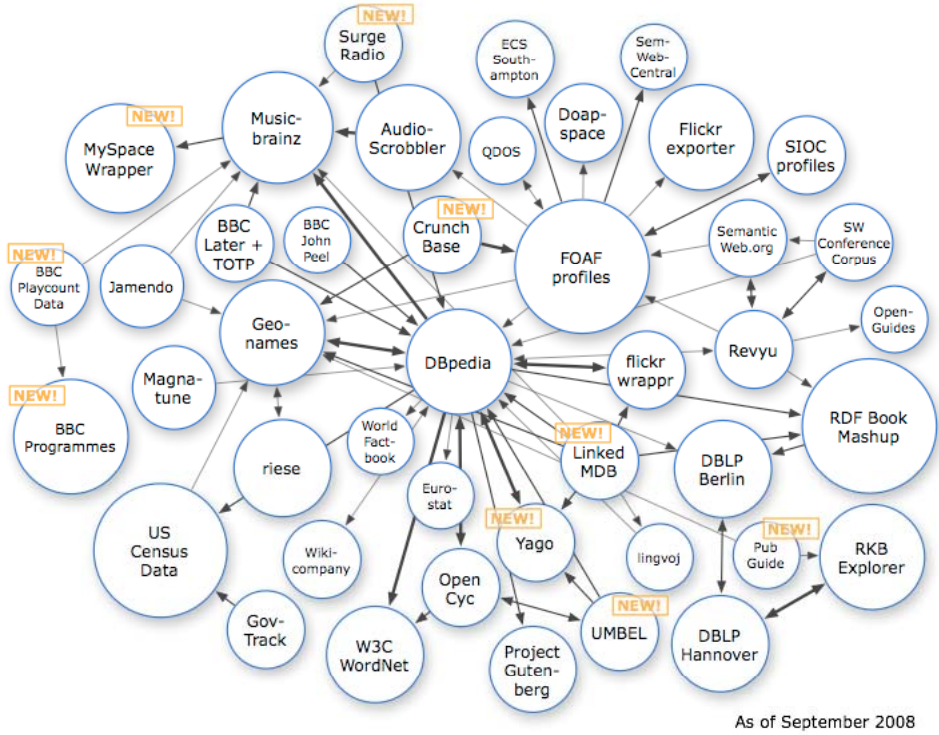 NEW!
Surge
Radio
ECS
South-
ampton
Sem-
Web-
Central
NEW!
MySpace
Wrapper
Music-
brainz
Audio-
Scrobbler
QDOS
Doap-
space
Flickr
exporter
SIOC
profiles
NEW!
BBC
Playcount
Data
Jamendo
BBC
Later +
TOTP
BBC
John
Peel
NEW!
Crunch
Base
FOAF
profiles
Semantic
Web.org
SW
Conference
Corpus
Open-
Guides
Geo-
names
DBpedia
flickr
wrappr
Revyu
Magna-
tune
NEW!
BBC
Programmes
riese
World
Fact-
book
NEW!
Linked
MDB
DBLP
Berlin
RDF Book
Mashup
US
Census
Data
Wiki-
company
Euro-
stat
NEW!
Yago
lingvoj
NEW!
Pub
Guide
RKB
Explorer
Gov-
Track
W3C
WordNet
Open
Cyc
Project
Guten-
berg
NEW!
UMBEL
DBLP
Hannover
As of September 2008